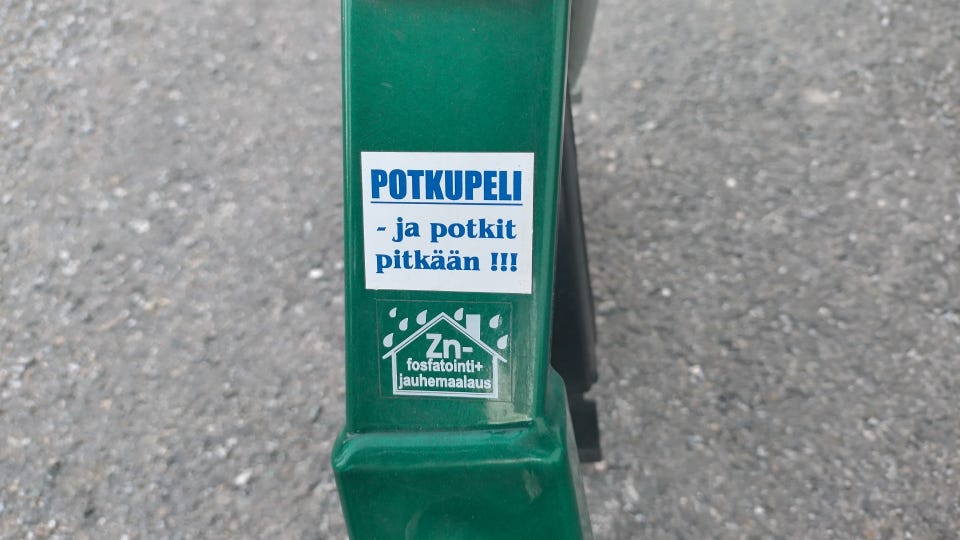 POTKUPELI
- ja potkit
pitkään !!!
Zn-
fosfatointi+
jauhemaalaus